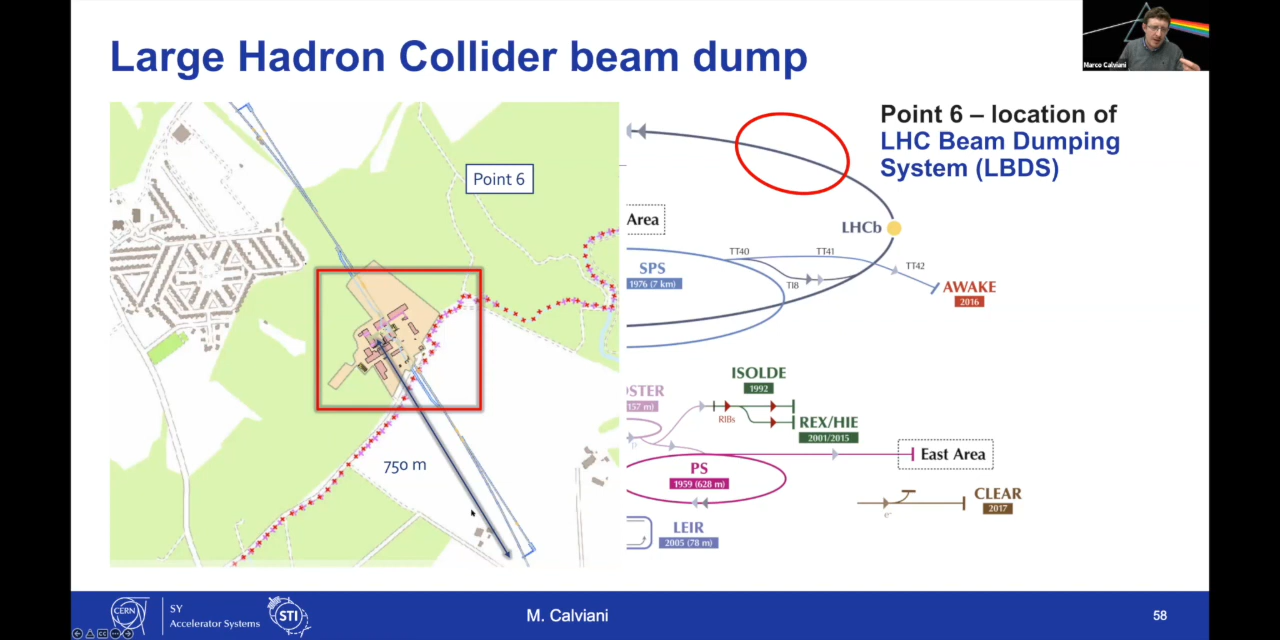 Large Hadron Collider beam dump
Marco Calviani
Point 6 – location of
LHC Beam Dumping
System (LBDS)
Point 6
750 m
Area
LHCb
TT40
TT41
TT42
TI8
SPS
1976 (7 km)
AWAKE
2016
ISOLDE
1992
OSTER
157 m)
RIBs
REX/HIE
2001/2015
East Area
PS
1959 (628 m)
CLEAR
2017
e-
LEIR
2005 (78 m)
CERN
SY
Accelerator Systems
STI
M. Calviani
58